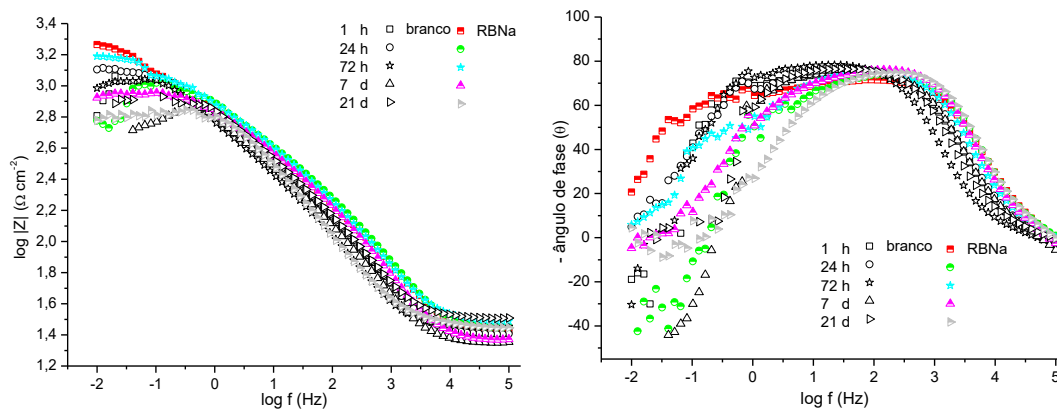 3,4
3,2
3,0
2,8
2,6
2,4
2,2
2,0
1,8
1,6
1,4
1,2
log |Z| (Ω cm⁻²)
-2 -1 0 1 2 3 4 5
log f (Hz)
1 h branco RBNa
24 h
72 h
7 d
21 d
100
80
60
40
20
0
-20
-40
- ângulo de fase (θ)
-2 -1 0 1 2 3 4 5
log f (Hz)
1 h branco RBNa
24 h
72 h
7 d
21 d